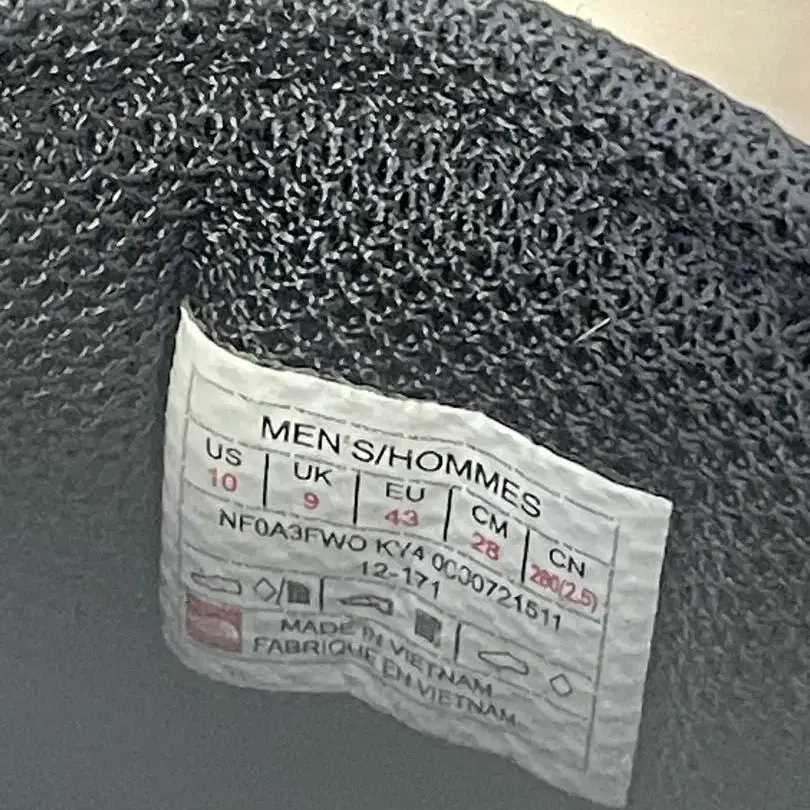 MEN'S/HOMMES
US UK EU CM CN
10 9 43 28 280(2.5)
NF0A3FWO KY4 0000721511
12-171
MADE IN VIETNAM
FABRIQUE EN VIETNAM